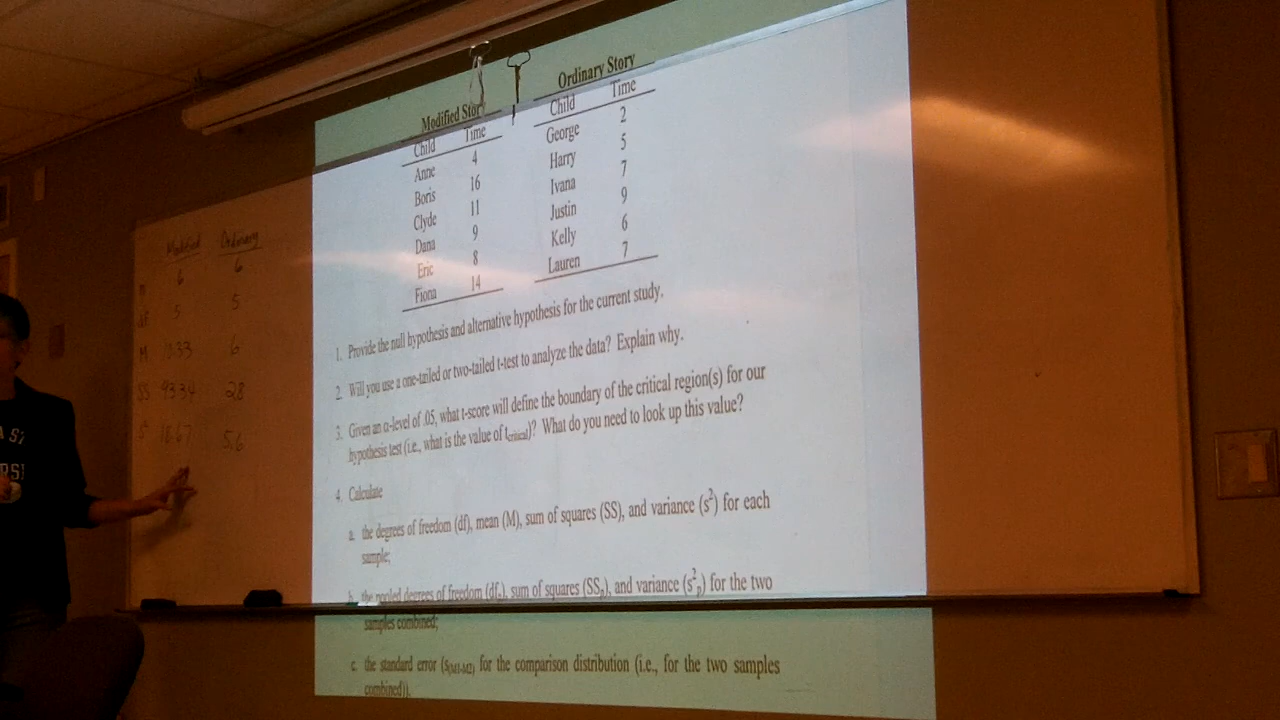 Modified Ordinary
n 6 6
df 5 5
M 10.33 6
SS 93.34 28
s² 18.67 5.6
Modified Story
Child Time
Anne 4
Boris 16
Clyde 11
Dana 9
Eric 8
Fiona 14
Ordinary Story
Child Time
George 2
Harry 5
Ivana 7
Justin 9
Kelly 6
Lauren 7
1. Provide the null hypothesis and alternative hypothesis for the current study.
2. Will you use a one-tailed or two-tailed t-test to analyze the data? Explain why.
3. Given an α-level of .05, what t-score will define the boundary of the critical region(s) for our
hypothesis test (i.e., what is the value of tcritical)? What do you need to look up this value?
4. Calculate
a. the degrees of freedom (df), mean (M), sum of squares (SS), and variance (s²) for each
sample;
b. the pooled degrees of freedom (dfp), sum of squares (SSp), and variance (s²p) for the two
samples combined;
c. the standard error (s(M1-M2) for the comparison distribution (i.e., for the two samples
combined)).